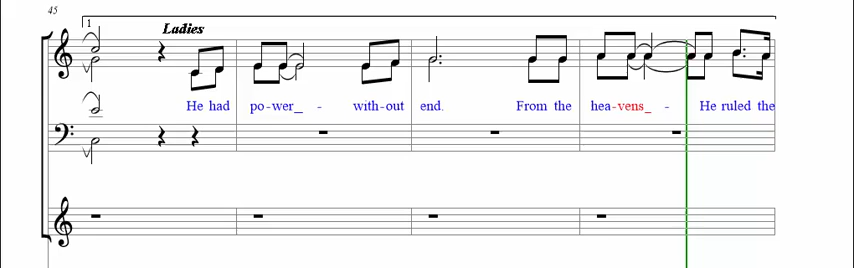 45
1
Ladies
He had po-wer_ - with-out end. From the hea-vens_ - He ruled the